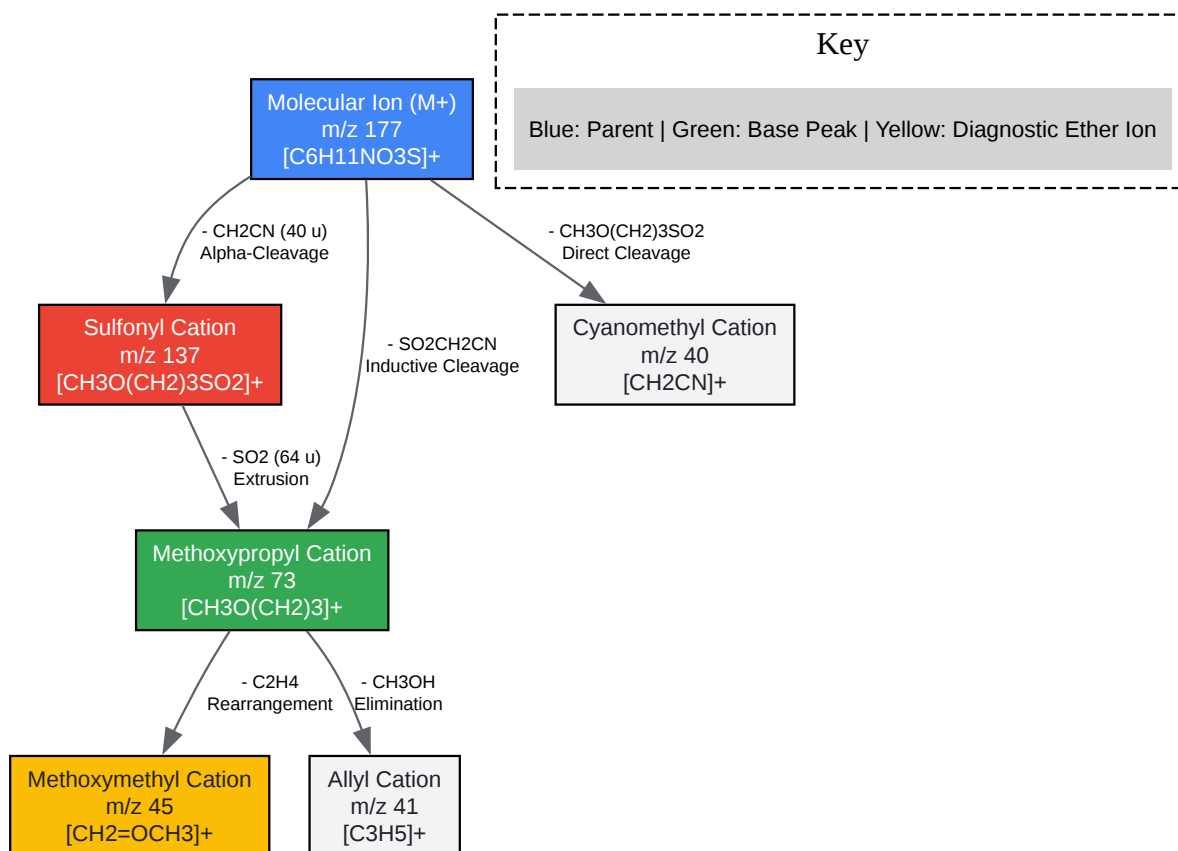 Key
Blue: Parent | Green: Base Peak | Yellow: Diagnostic Ether Ion
Molecular Ion (M+)
m/z 177
[C6H11NO3S]+
- CH2CN (40 u)
Alpha-Cleavage
- CH3O(CH2)3SO2
Direct Cleavage
Sulfonyl Cation
m/z 137
[CH3O(CH2)3SO2]+
- SO2CH2CN
Inductive Cleavage
Cyanomethyl Cation
m/z 40
[CH2CN]+
- SO2 (64 u)
Extrusion
Methoxypropyl Cation
m/z 73
[CH3O(CH2)3]+
- C2H4
Rearrangement
- CH3OH
Elimination
Methoxymethyl Cation
m/z 45
[CH2=OCH3]+
Allyl Cation
m/z 41
[C3H5]+